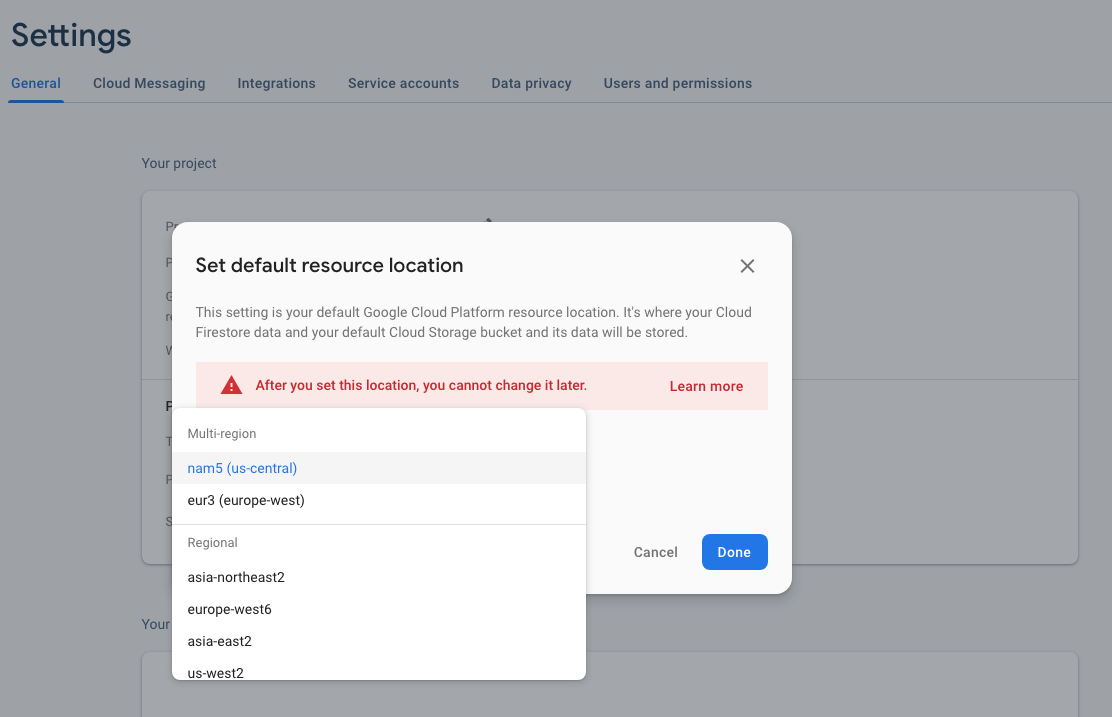 Settings
General Cloud Messaging Integrations Service accounts Data privacy Users and permissions
Your project
Set default resource location
This setting is your default Google Cloud Platform resource location. It's where your Cloud
Firestore data and your default Cloud Storage bucket and its data will be stored.
After you set this location, you cannot change it later. Learn more
Multi-region
nam5 (us-central)
eur3 (europe-west)
Regional
Cancel Done
asia-northeast2
europe-west6
Your
asia-east2
us-west2